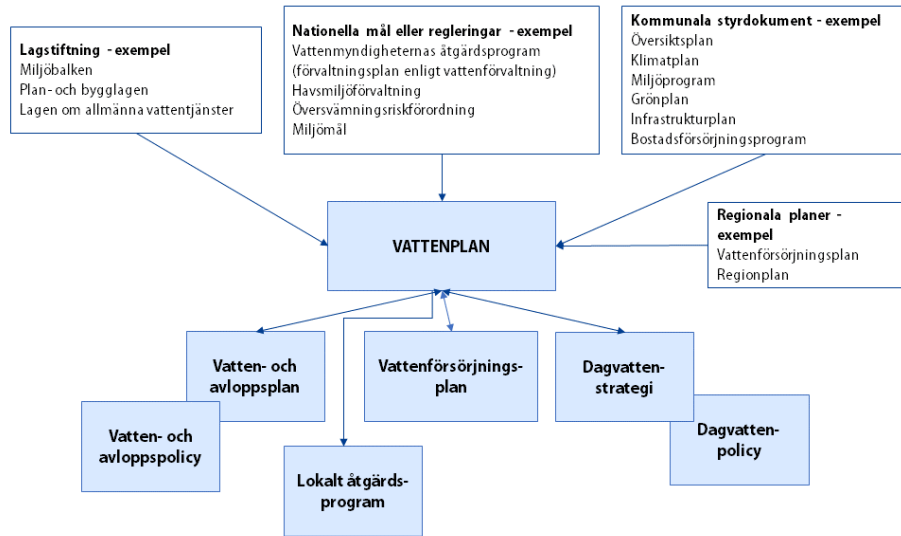 Lagstiftning - exempel
Miljöbalken
Plan- och bygglagen
Lagen om allmänna vattentjänster
Nationella mål eller regleringar - exempel
Vattenmyndigheternas åtgärdsprogram
(förvaltningsplan enligt vattenförvaltning)
Havsmiljöförvaltning
Översvämningsriskförordning
Miljömål
Kommunala styrdokument - exempel
Översiktsplan
Klimatplan
Miljöprogram
Grönplan
Infrastrukturplan
Bostadsförsörjningsprogram
Regionala planer -
exempel
Vattenförsörjningsplan
Regionplan
VATTENPLAN
Vatten- och
avloppsplan
Vattenförsörjnings-
plan
Dagvatten-
strategi
Vatten- och
avloppspolicy
Dagvatten-
policy
Lokalt åtgärds-
program